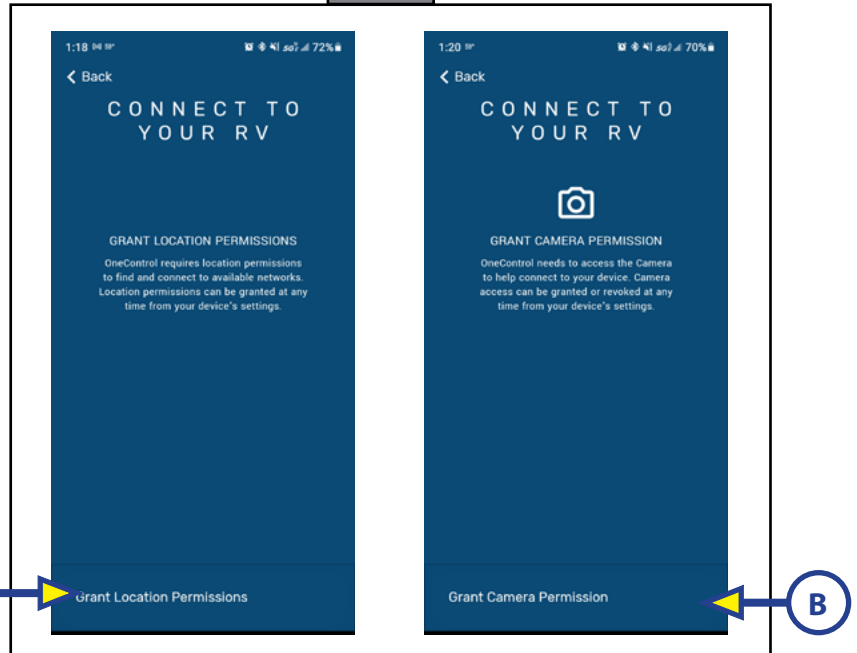 1:18
72%
Back
CONNECT TO
YOUR RV
GRANT LOCATION PERMISSIONS
OneControl requires location permissions
to find and connect to available networks.
Location permissions can be granted at any
time from your device's settings.
Grant Location Permissions
1:20
70%
Back
CONNECT TO
YOUR RV
GRANT CAMERA PERMISSION
OneControl needs to access the Camera
to help connect to your device. Camera
access can be granted or revoked at any
time from your device's settings.
Grant Camera Permission
B